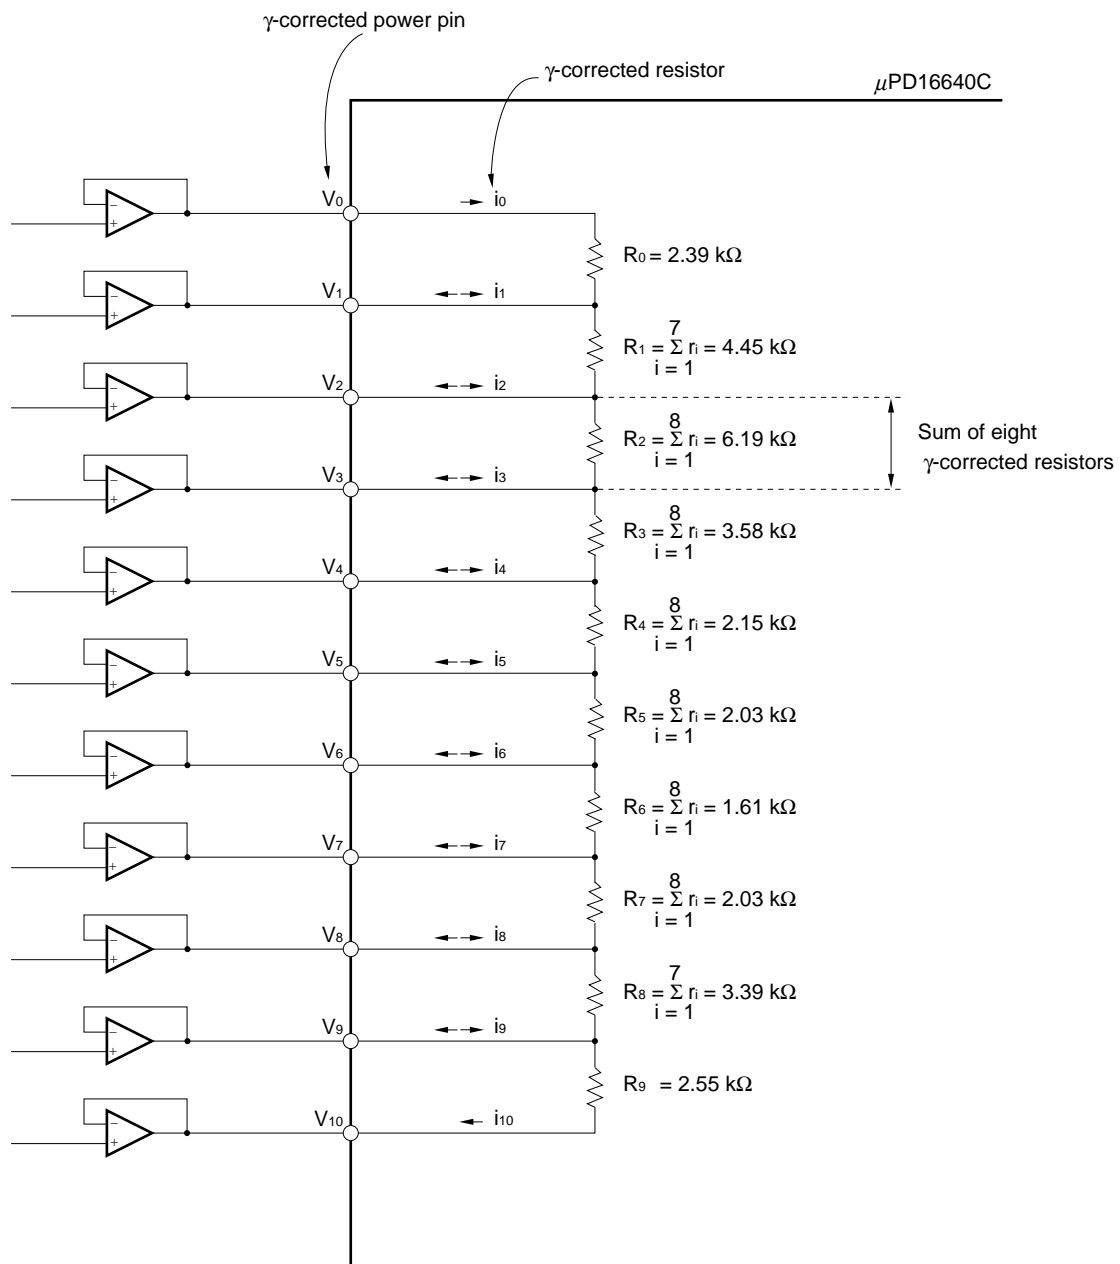 γ-corrected power pin
γ-corrected resistor
μPD16640C
V0
i0
R0 = 2.39 kΩ
V1
i1
7
R1 = Σ ri = 4.45 kΩ
i = 1
V2
i2
8
R2 = Σ ri = 6.19 kΩ
i = 1
Sum of eight
γ-corrected resistors
V3
i3
8
R3 = Σ ri = 3.58 kΩ
i = 1
V4
i4
8
R4 = Σ ri = 2.15 kΩ
i = 1
V5
i5
8
R5 = Σ ri = 2.03 kΩ
i = 1
V6
i6
8
R6 = Σ ri = 1.61 kΩ
i = 1
V7
i7
8
R7 = Σ ri = 2.03 kΩ
i = 1
V8
i8
7
R8 = Σ ri = 3.39 kΩ
i = 1
V9
i9
R9 = 2.55 kΩ
V10
i10